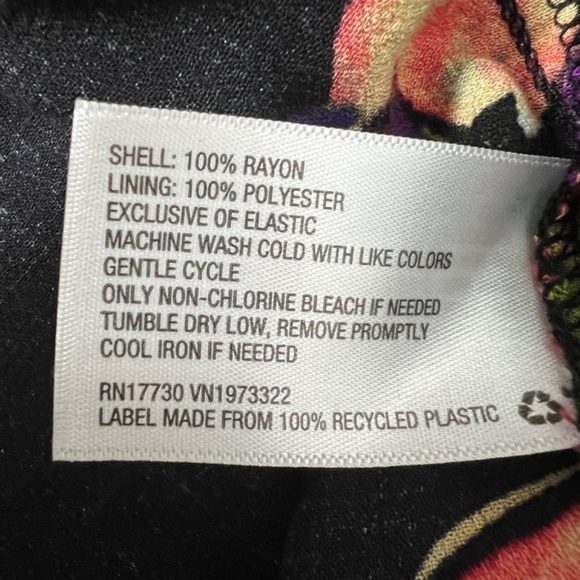 SHELL: 100% RAYON
LINING: 100% POLYESTER
EXCLUSIVE OF ELASTIC
MACHINE WASH COLD WITH LIKE COLORS
GENTLE CYCLE
ONLY NON-CHLORINE BLEACH IF NEEDED
TUMBLE DRY LOW, REMOVE PROMPTLY
COOL IRON IF NEEDED
RN17730 VN1973322
LABEL MADE FROM 100% RECYCLED PLASTIC